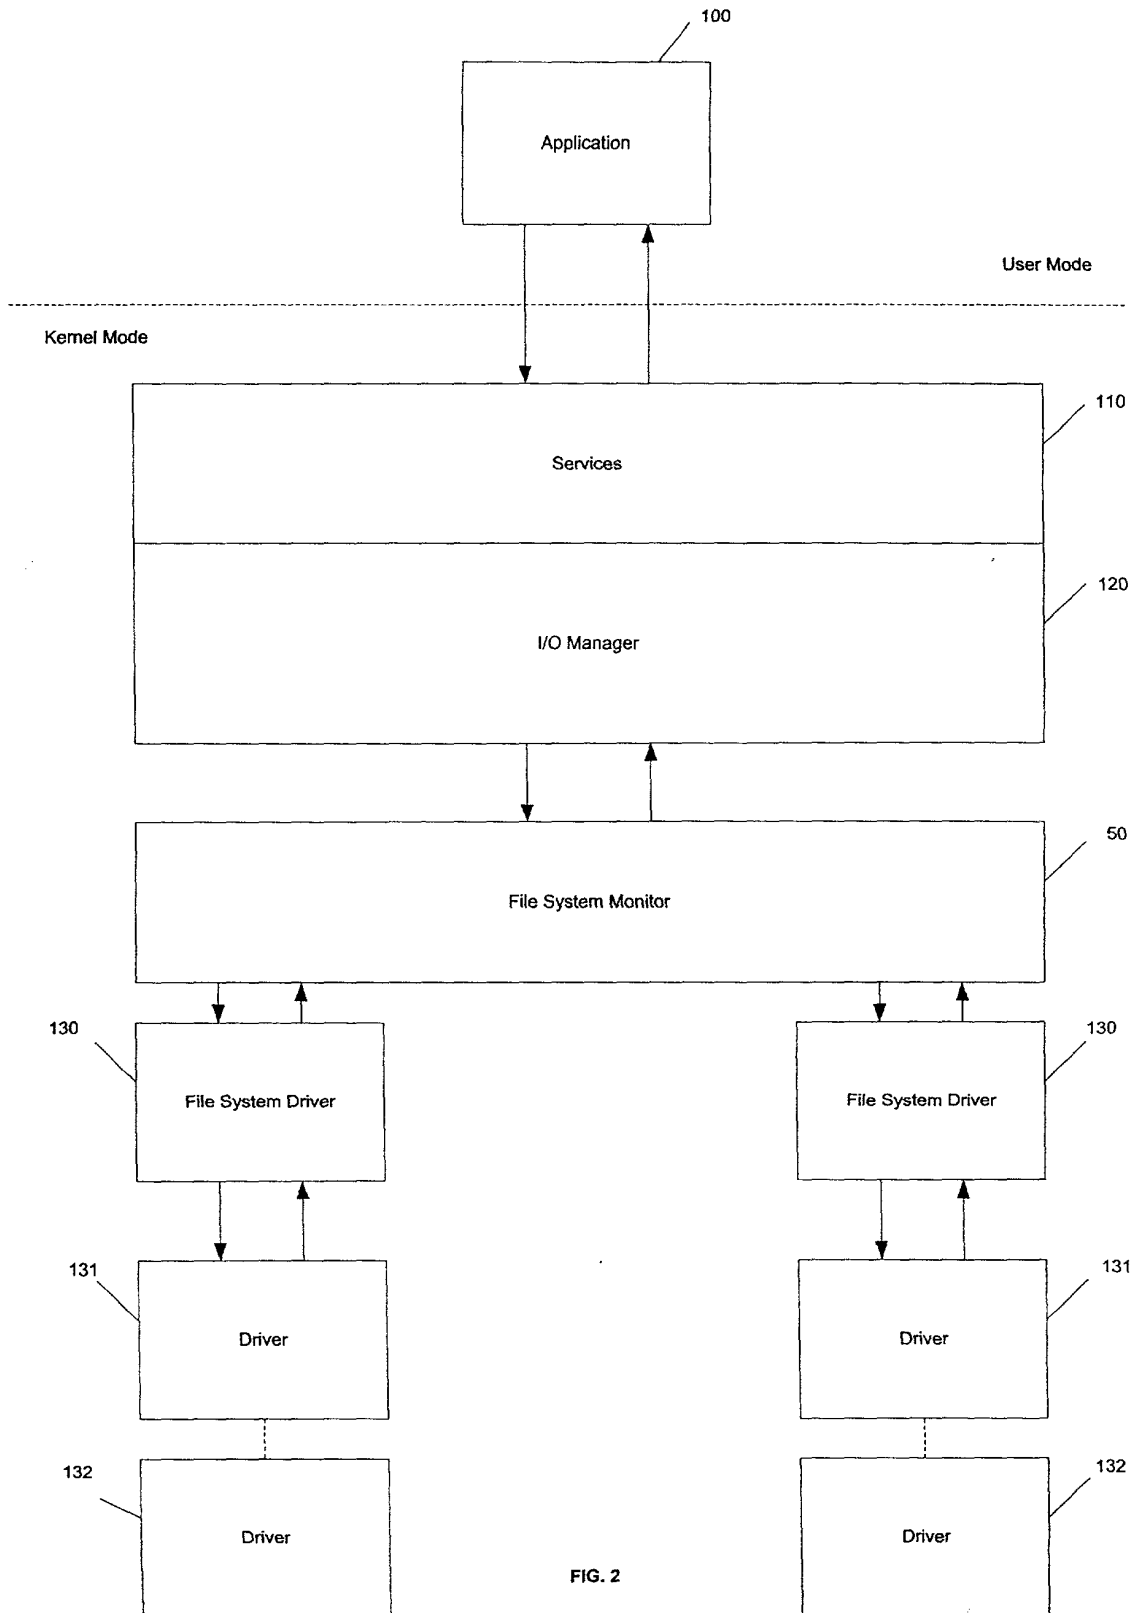 100
Application
User Mode
Kernel Mode
110
Services
120
I/O Manager
50
File System Monitor
130
130
File System Driver
File System Driver
131
131
Driver
Driver
132
132
Driver
Driver
FIG. 2